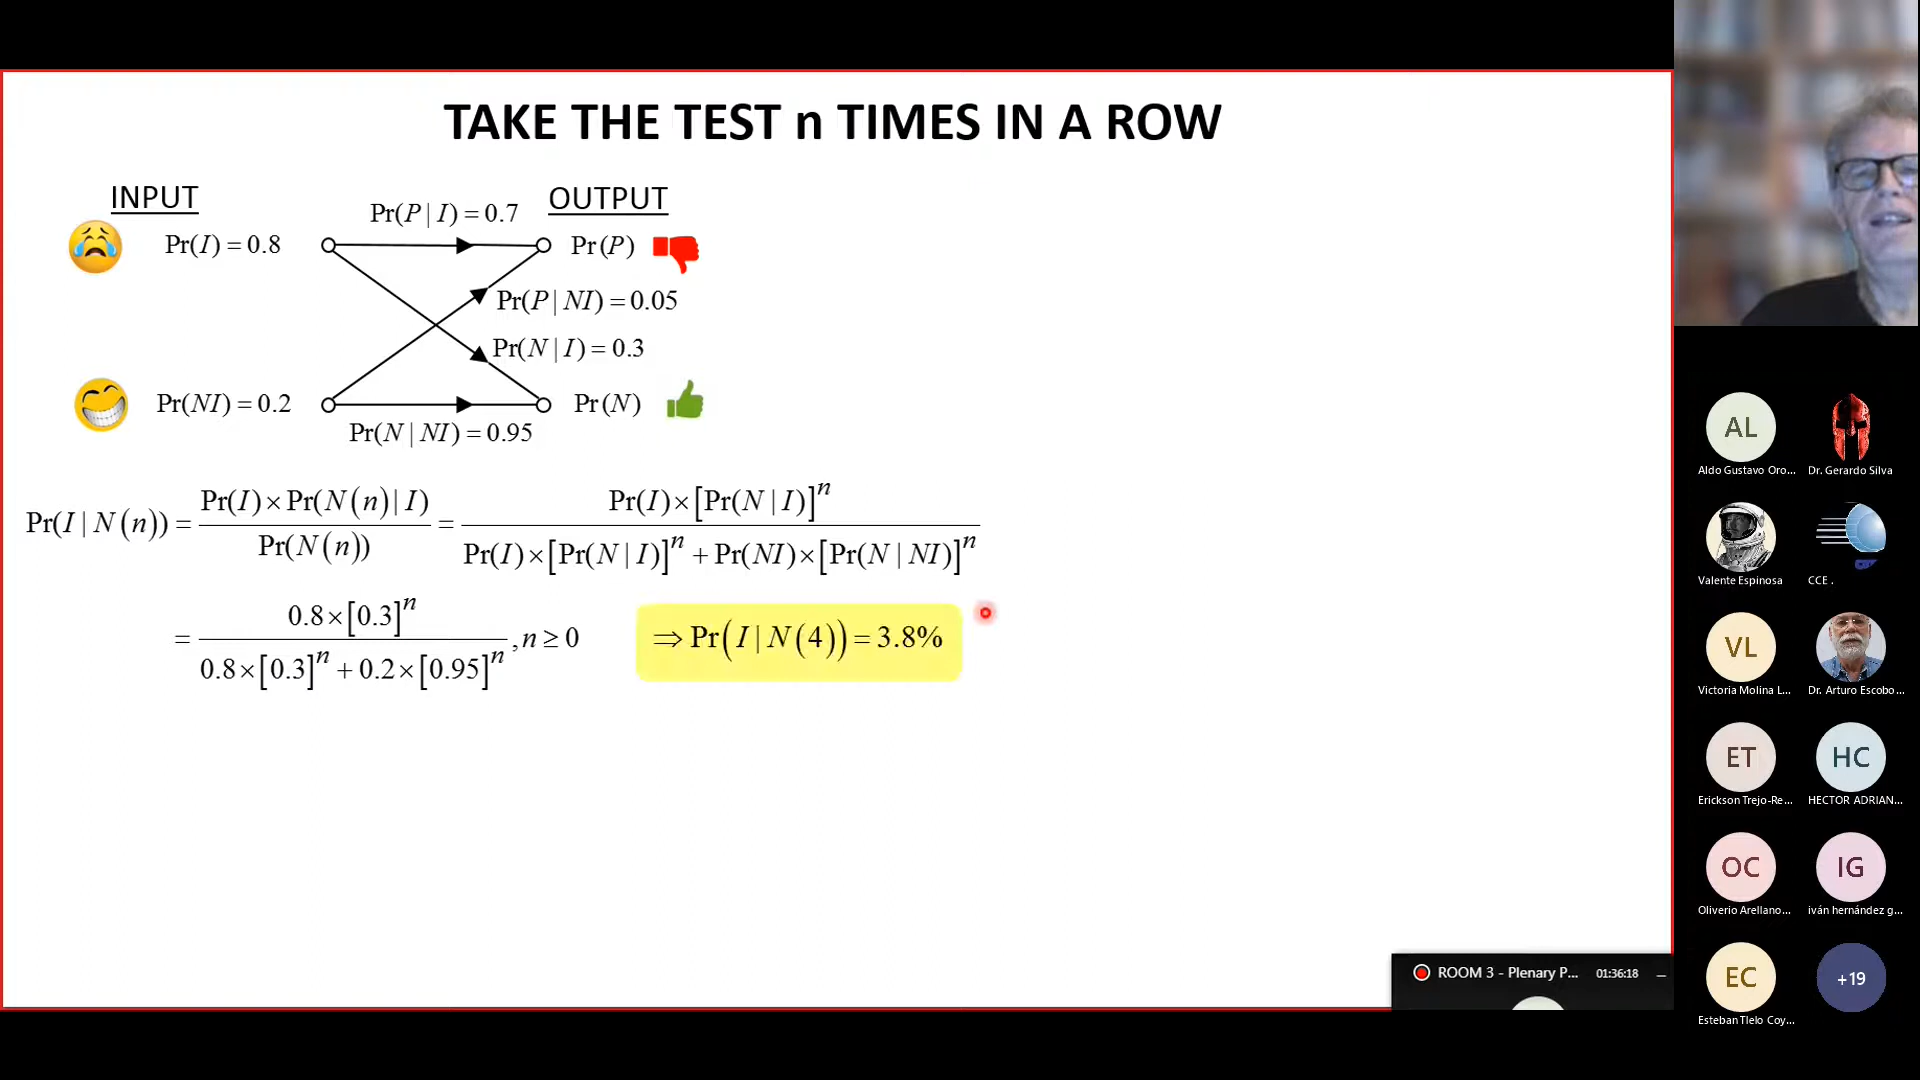 TAKE THE TEST n TIMES IN A ROW
INPUT
OUTPUT
Pr(P | I) = 0.7
Pr(I) = 0.8
Pr(P)
Pr(P | NI) = 0.05
Pr(N | I) = 0.3
Pr(NI) = 0.2
Pr(N)
Pr(N | NI) = 0.95
Pr(I | N(n)) = Pr(I) × Pr(N(n) | I) / Pr(N(n)) = Pr(I) × [Pr(N | I)]^n / Pr(I) × [Pr(N | I)]^n + Pr(NI) × [Pr(N | NI)]^n
= 0.8 × [0.3]^n / 0.8 × [0.3]^n + 0.2 × [0.95]^n , n ≥ 0
⇒ Pr(I | N(4)) = 3.8%
AL
Aldo Gustavo Oro...
Dr. Gerardo Silva
Valente Espinosa
CCE .
VL
Victoria Molina L...
Dr. Arturo Escobo...
ET
Erickson Trejo-Re...
HC
HECTOR ADRIAN...
OC
Oliverio Arellano...
IG
iván hernández g...
EC
Esteban Tlelo Coy...
+19
ROOM 3 - Plenary P... 01:36:18